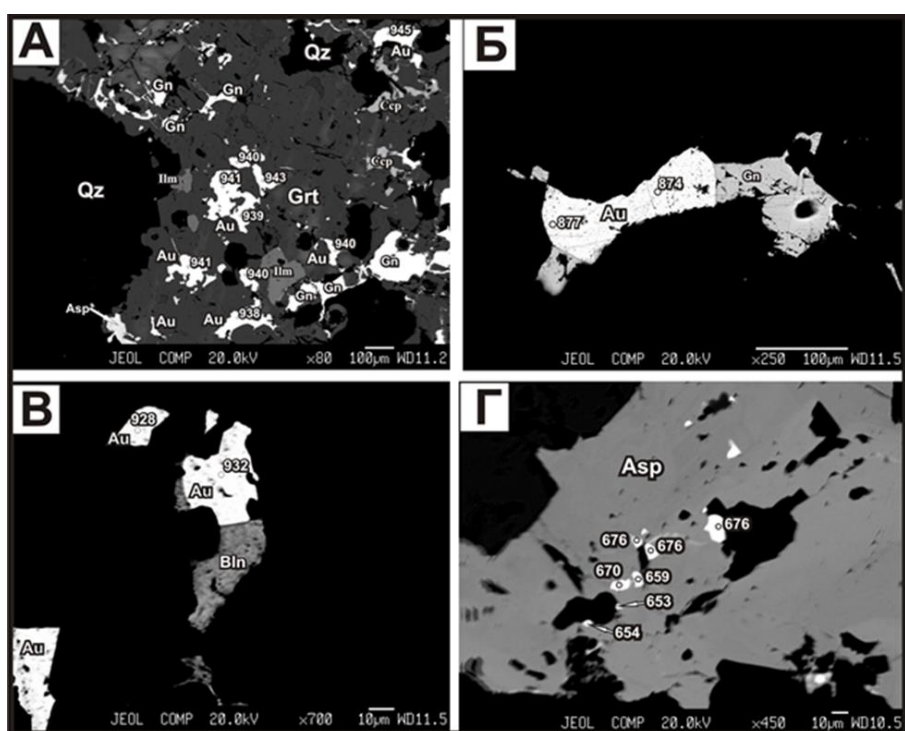 А
945
Qz
Au
Gn
Gn
Ccp
Gn
940
Ccp
Ilm
941
943
Qz
Grt
939
Au
940
Au
Au
941
940
Ilm
Gn
Gn
Gn
Asp
Au
Au
938
JEOL COMP 20.0kV ×80 100µm WD11.2
Б
874
Gn
877
Au
JEOL COMP 20.0kV ×250 100µm WD11.5
В
928
Au
932
Au
Bln
Au
JEOL COMP 20.0kV ×700 10µm WD11.5
Г
Asp
676
676
676
670
659
653
654
JEOL COMP 20.0kV ×450 10µm WD10.5